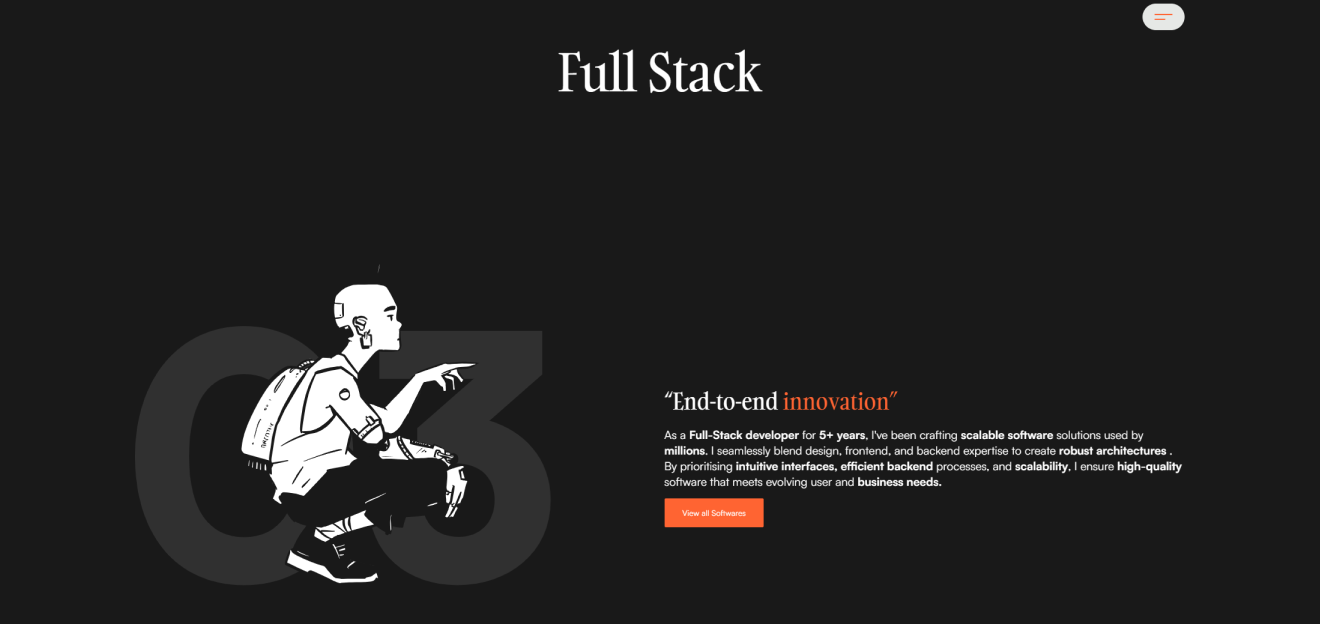 Full Stack
03
“End-to-end innovation”
As a Full-Stack developer for 5+ years, I've been crafting scalable software solutions used by
millions. I seamlessly blend design, frontend, and backend expertise to create robust architectures .
By prioritising intuitive interfaces, efficient backend processes, and scalability, I ensure high-quality
software that meets evolving user and business needs.
View all Softwares